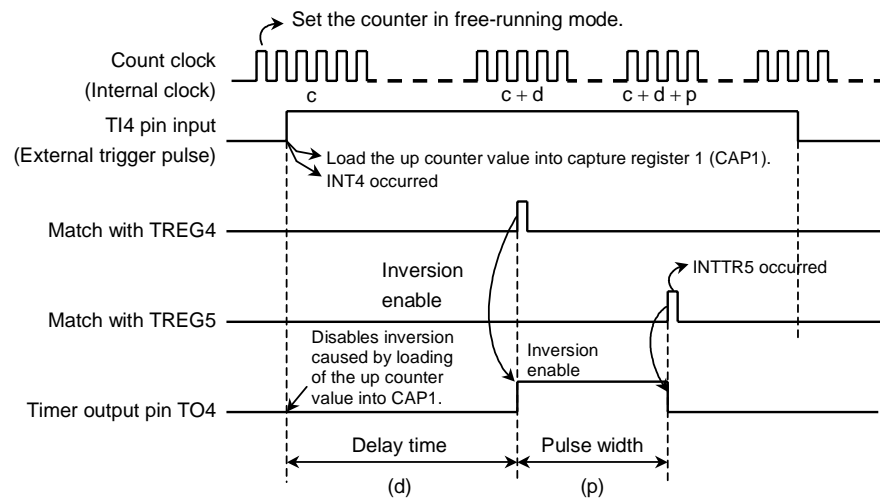 Set the counter in free-running mode.
Count clock
(Internal clock)
c
c + d
c + d + p
TI4 pin input
(External trigger pulse)
Load the up counter value into capture register 1 (CAP1).
INT4 occurred
Match with TREG4
Inversion
enable
INTTR5 occurred
Match with TREG5
Disables inversion
caused by loading
of the up counter
value into CAP1.
Inversion
enable
Timer output pin TO4
Delay time
Pulse width
(d)
(p)